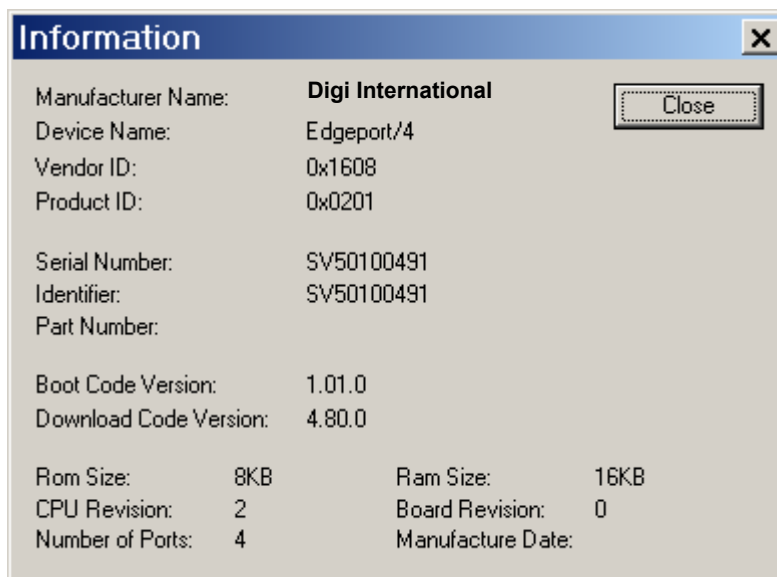 Information
Manufacturer Name: Digi International
Close
Device Name: Edgeport/4
Vendor ID: 0x1608
Product ID: 0x0201
Serial Number: SV50100491
Identifier: SV50100491
Part Number:
Boot Code Version: 1.01.0
Download Code Version: 4.80.0
Rom Size: 8KB Ram Size: 16KB
CPU Revision: 2 Board Revision: 0
Number of Ports: 4 Manufacture Date: